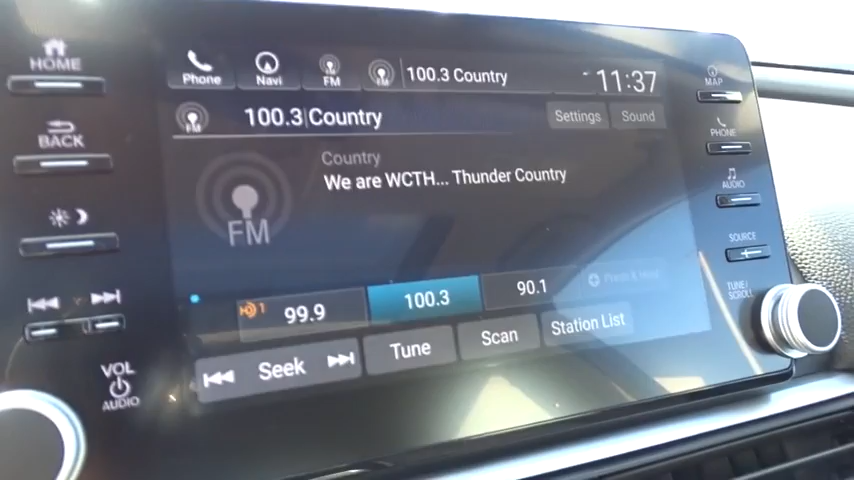 HOME
BACK
VOL
AUDIO
Phone
Navi
FM
FM
100.3 Country
11:37
FM
100.3 Country
Settings
Sound
FM
Country
We are WCTH... Thunder Country
1
99.9
100.3
90.1
Seek
Tune
Scan
Station List
MAP
PHONE
AUDIO
SOURCE
TUNE/
SCROLL